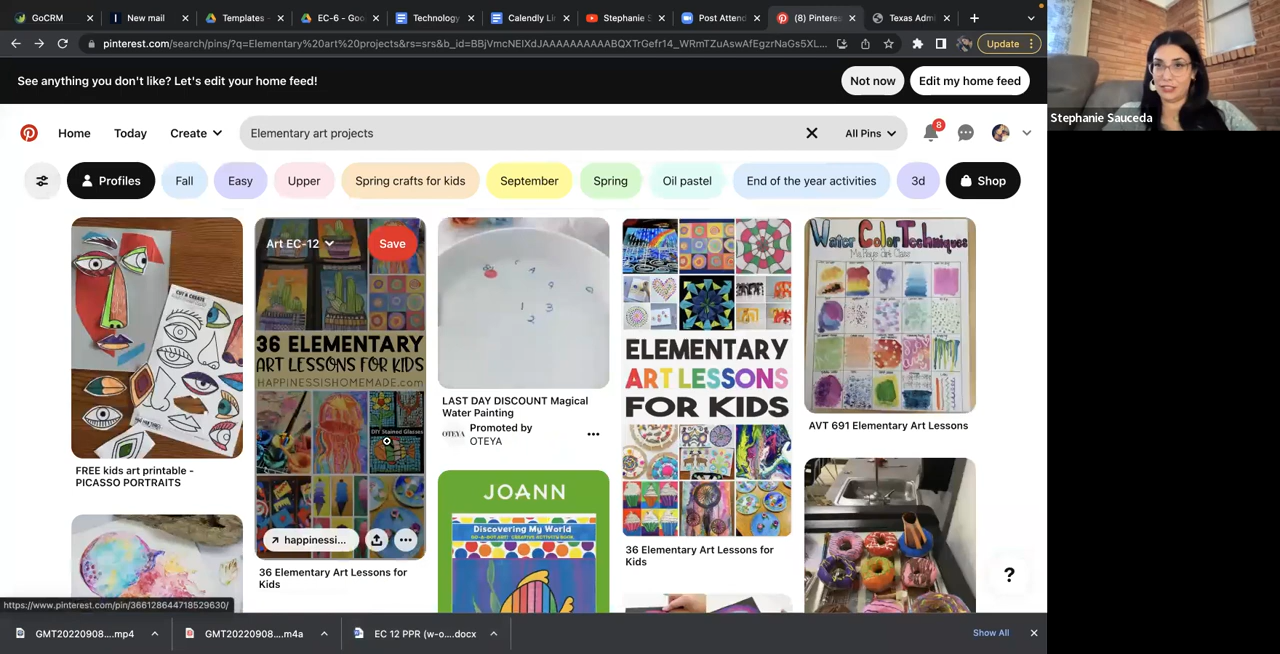 GoCRM
New mail
Templates -
EC-6 - Goo
Technology
Calendly Li
Stephanie S
Post Attend
(8) Pinteres
Texas Admi
pinterest.com/search/pins/?q=Elementary%20art%20projects&rs=srs&b_id=BBjVmcNEIXdJAAAAAAAAAABQXTrGefr14_WRmTZuAswAfEgzrNaGs5XL...
Update
See anything you don't like? Let's edit your home feed!
Not now
Edit my home feed
Stephanie Sauceda
Home
Today
Create
Elementary art projects
All Pins
8
Profiles
Fall
Easy
Upper
Spring crafts for kids
September
Spring
Oil pastel
End of the year activities
3d
Shop
Art EC-12
Save
36 ELEMENTARY
ART LESSONS FOR KIDS
HAPPINESSISHOMEMADE.com
DIY Stained Glasses
happinessi...
36 Elementary Art Lessons for
Kids
FREE kids art printable -
PICASSO PORTRAITS
LAST DAY DISCOUNT Magical
Water Painting
Promoted by
OTEYA
JOANN
Discovering My World
ELEMENTARY
ART LESSONS
FOR KIDS
36 Elementary Art Lessons for
Kids
Water Color Techniques
AVT 691 Elementary Art Lessons
?
https://www.pinterest.com/pin/366128644718529630/
GMT20220908....mp4
GMT20220908....m4a
EC 12 PPR (w-o....docx
Show All